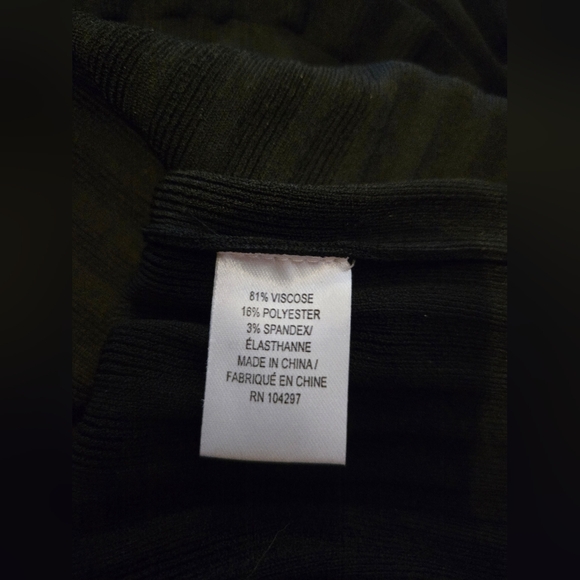 81% VISCOSE
16% POLYESTER
3% SPANDEX/
ÉLASTHANNE
MADE IN CHINA /
FABRIQUÉ EN CHINE
RN 104297